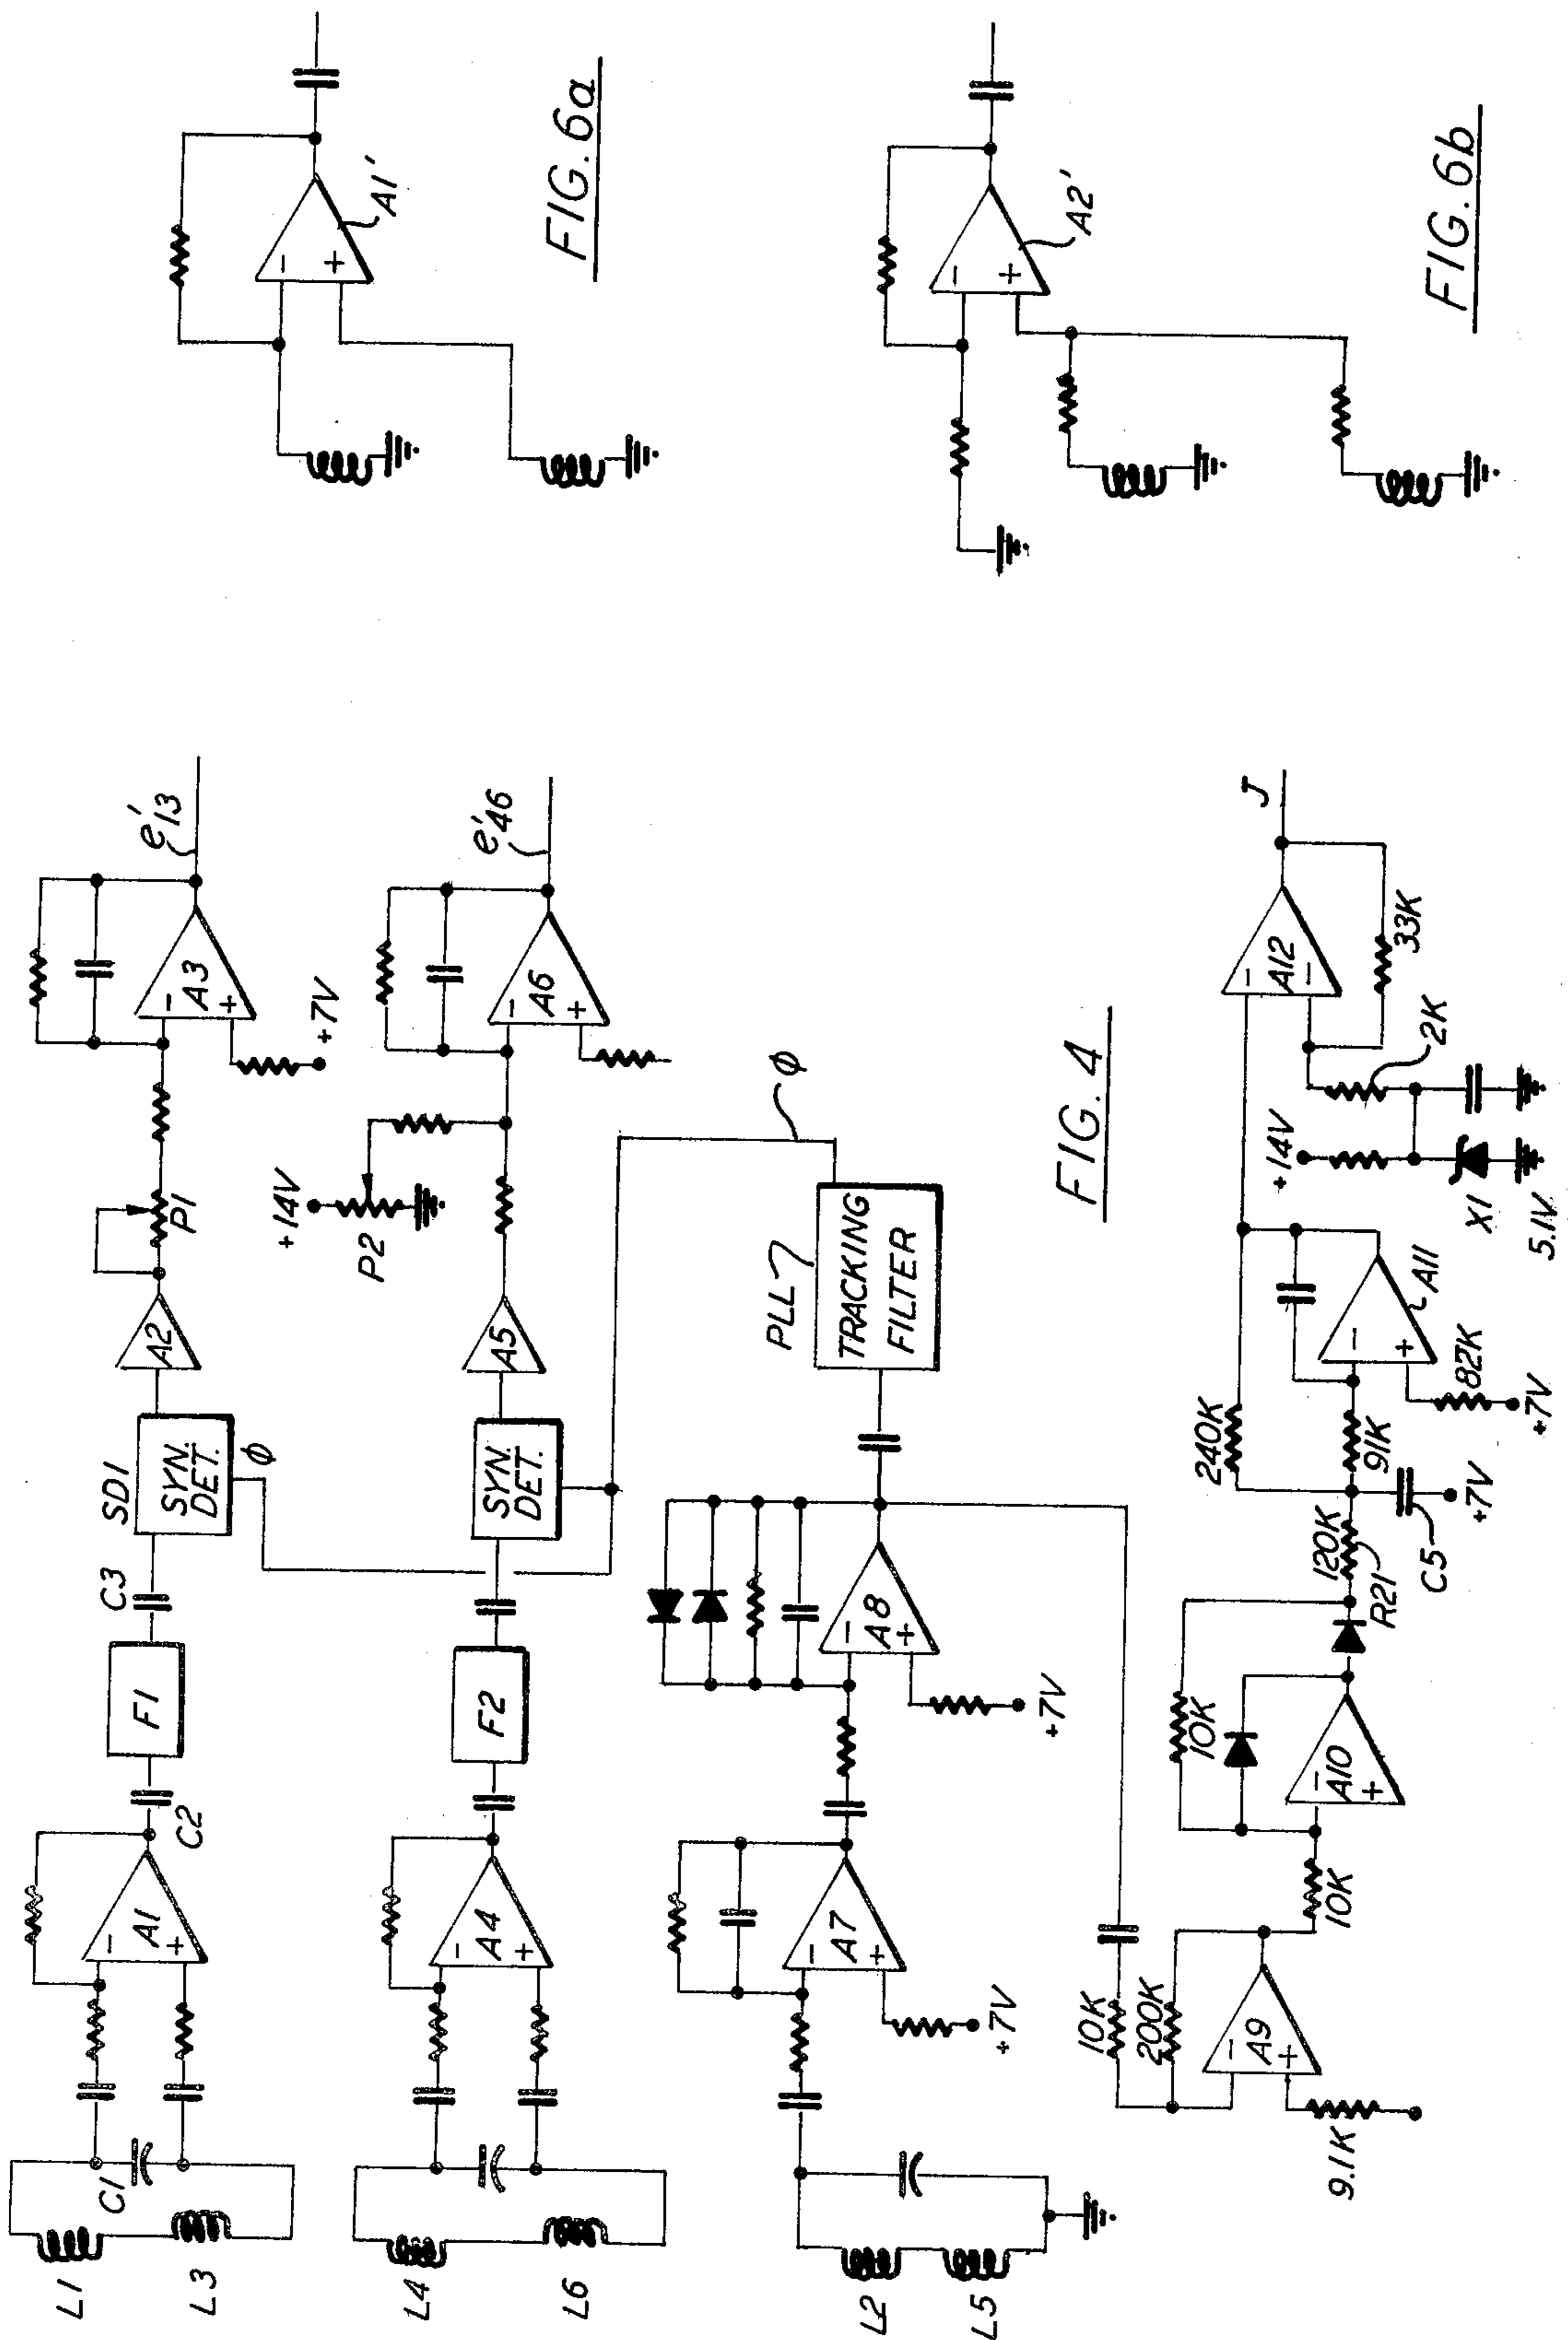 L1
L3
C1
A1
-
+
C2
F1
C3
SD1
SYN.
DET.
φ
A2
P1
A3
-
+
+7V
e'13
L4
L6
A4
-
+
F2
SYN.
DET.
A5
+14V
P2
A6
-
+
e'46
φ
L2
L5
A7
-
+
+7V
A8
-
+
+7V
PLL
TRACKING
FILTER
10K
200K
A9
-
+
9.1K
10K
10K
A10
-
+
120K
R21
C5
+7V
240K
91K
A11
-
+
82K
+7V
+14V
X1
5.1V
2K
A12
-
-
33K
J
FIG. 4
A1'
-
+
FIG. 6a
A2'
-
+
FIG. 6b